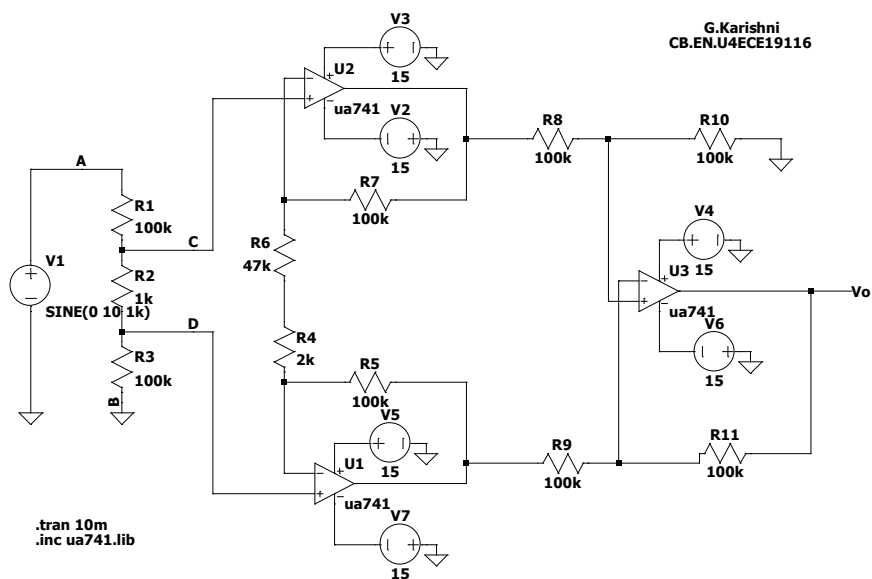 G.Karishni
CB.EN.U4ECE19116
V3
15
U2
ua741
V2
15
R8
100k
R10
100k
A
R1
100k
R7
100k
C
V1
SINE(0 10 1k)
R2
1k
R6
47k
V4
15
U3
ua741
Vo
D
R4
2k
V6
15
R3
100k
B
R5
100k
V5
15
R11
100k
U1
ua741
R9
100k
V7
15
.tran 10m
.inc ua741.lib